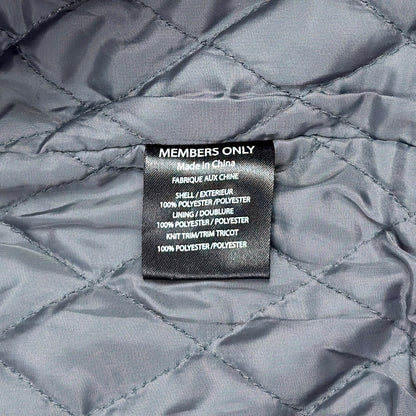 MEMBERS ONLY
Made in China
FABRIQUE AUX CHINE
SHELL / EXTERIEUR
100% POLYESTER /POLYESTER
LINING / DOUBLURE
100% POLYESTER /POLYESTER
KNIT TRIM/TRIM TRICOT
100% POLYESTER /POLYESTER